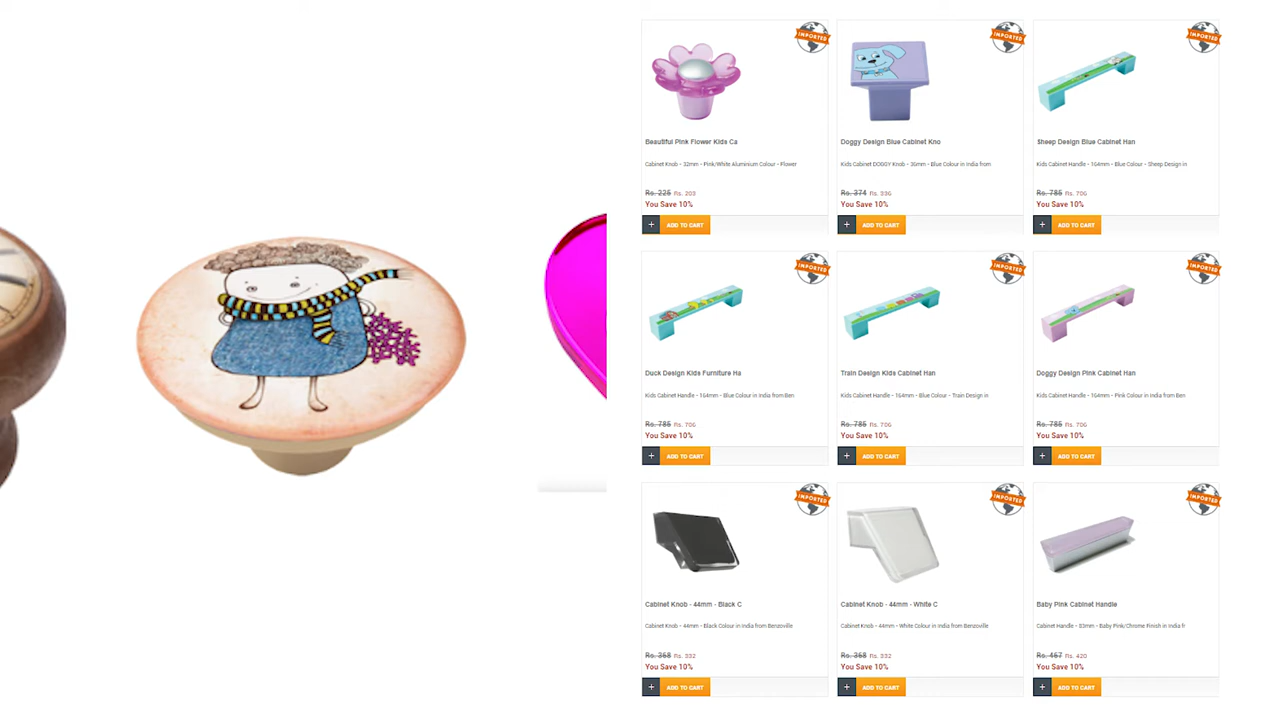 IMPORTED
Beautiful Pink Flower Kids Ca
Cabinet Knob - 32mm - Pink/White Aluminium Colour - Flower
Rs. 225 Rs. 203
You Save 10%
+ ADD TO CART
IMPORTED
Doggy Design Blue Cabinet Kno
Kids Cabinet DOGGY Knob - 35mm - Blue Colour in India from
Rs. 374 Rs. 336
You Save 10%
+ ADD TO CART
IMPORTED
Sheep Design Blue Cabinet Han
Kids Cabinet Handle - 164mm - Blue Colour - Sheep Design in
Rs. 785 Rs. 706
You Save 10%
+ ADD TO CART
IMPORTED
Duck Design Kids Furniture Ha
Kids Cabinet Handle - 164mm - Blue Colour in India from Ben
Rs. 785 Rs. 706
You Save 10%
+ ADD TO CART
IMPORTED
Train Design Kids Cabinet Han
Kids Cabinet Handle - 164mm - Blue Colour - Train Design in
Rs. 785 Rs. 706
You Save 10%
+ ADD TO CART
IMPORTED
Doggy Design Pink Cabinet Han
Kids Cabinet Handle - 164mm - Pink Colour in India from Ben
Rs. 785 Rs. 706
You Save 10%
+ ADD TO CART
IMPORTED
Cabinet Knob - 44mm - Black C
Cabinet Knob - 44mm - Black Colour in India from Benzoville
Rs. 368 Rs. 332
You Save 10%
+ ADD TO CART
IMPORTED
Cabinet Knob - 44mm - White C
Cabinet Knob - 44mm - White Colour in India from Benzoville
Rs. 368 Rs. 332
You Save 10%
+ ADD TO CART
IMPORTED
Baby Pink Cabinet Handle
Cabinet Handle - 83mm - Baby Pink/Chrome Finish in India fr
Rs. 467 Rs. 420
You Save 10%
+ ADD TO CART